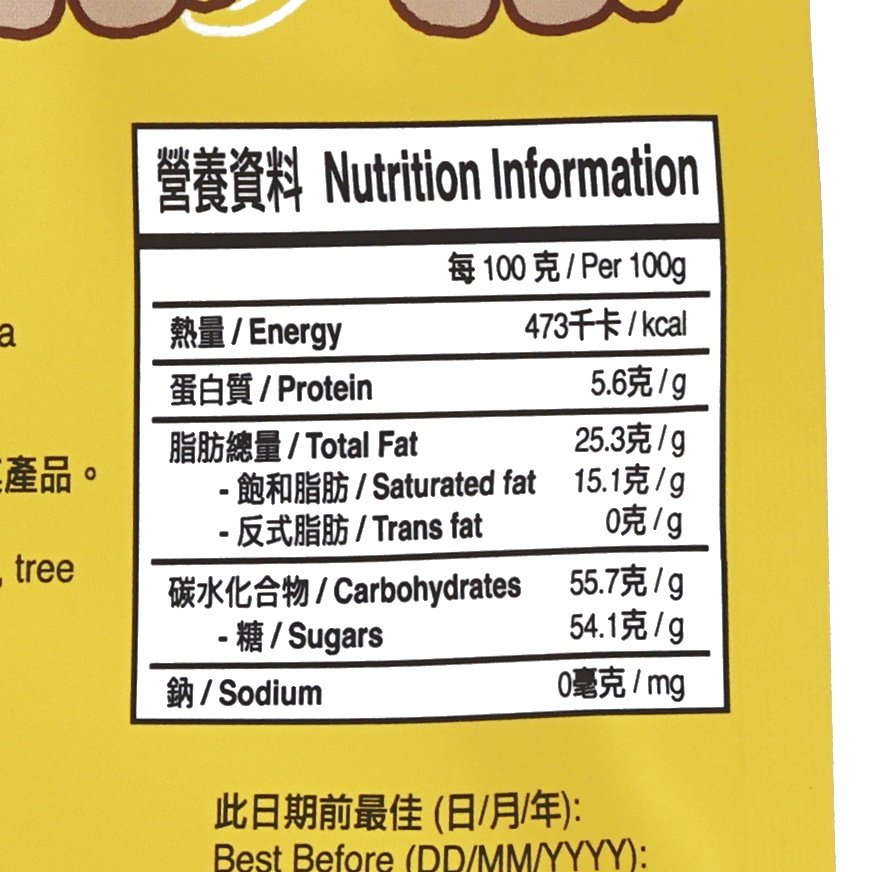 營養資料 Nutrition Information
每 100 克 / Per 100g
熱量 / Energy 473千卡 / kcal
蛋白質 / Protein 5.6克 / g
脂肪總量 / Total Fat 25.3克 / g
- 飽和脂肪 / Saturated fat 15.1克 / g
- 反式脂肪 / Trans fat 0克 / g
碳水化合物 / Carbohydrates 55.7克 / g
- 糖 / Sugars 54.1克 / g
鈉 / Sodium 0毫克 / mg
a
產品。
, tree
此日期前最佳 (日/月/年):
Best Before (DD/MM/YYYY):